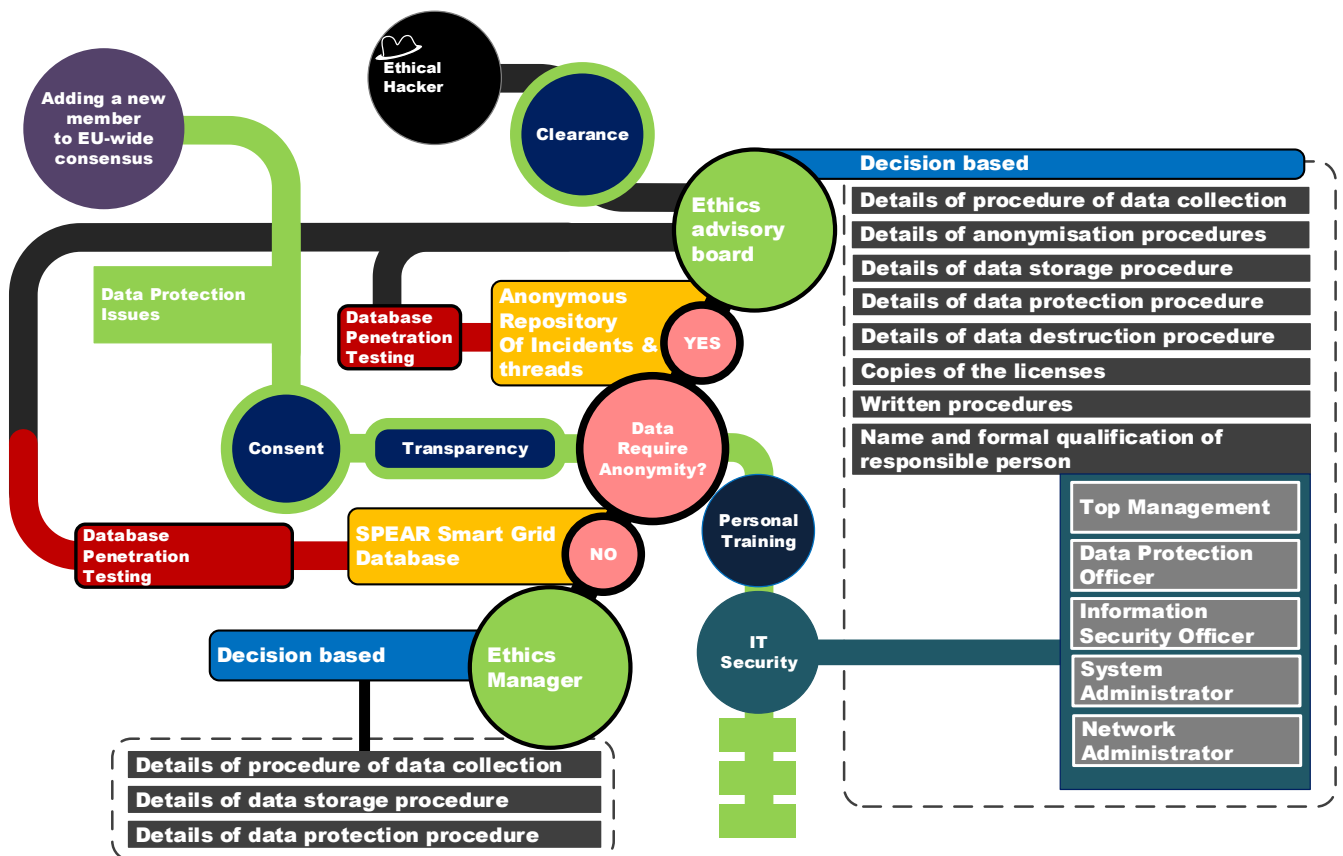 Ethical
Hacker
Adding a new
member
to EU-wide
consensus
Clearance
Decision based
Ethics
advisory
board
Details of procedure of data collection
Details of anonymisation procedures
Details of data storage procedure
Details of data protection procedure
Details of data destruction procedure
Copies of the licenses
Written procedures
Name and formal qualification of
responsible person
Data Protection
Issues
Database
Penetration
Testing
Anonymous
Repository
Of Incidents &
threads
YES
Consent
Transparency
Data
Require
Anonymity?
Personal
Training
Top Management
Data Protection
Officer
Information
Security Officer
System
Administrator
Network
Administrator
Database
Penetration
Testing
SPEAR Smart Grid
Database
NO
IT
Security
Decision based
Ethics
Manager
Details of procedure of data collection
Details of data storage procedure
Details of data protection procedure